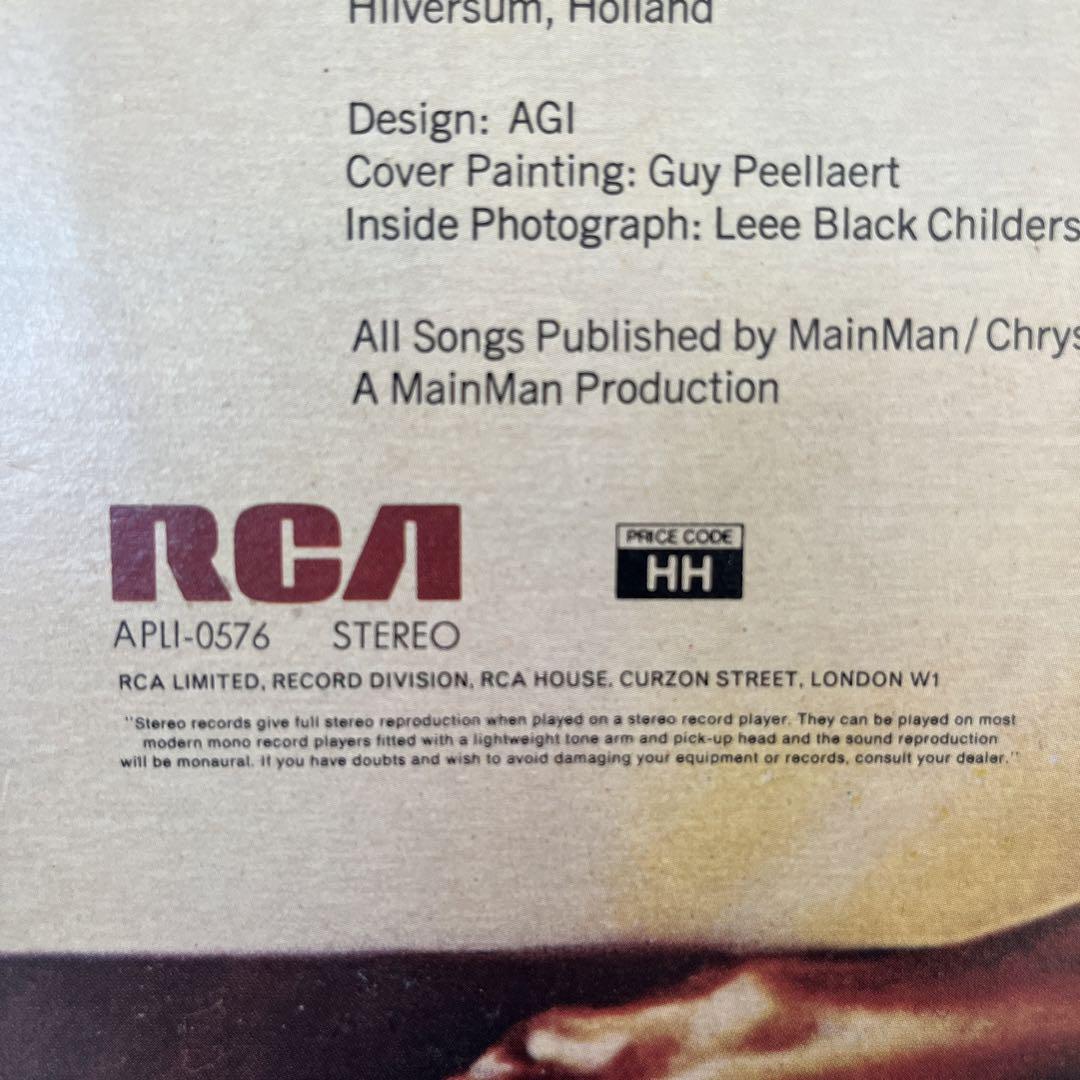 Hilversum, Holland
Design: AGI
Cover Painting: Guy Peellaert
Inside Photograph: Leee Black Childers
All Songs Published by MainMan/Chrys
A MainMan Production
RCA
PRICE CODE
HH
APLI-0576 STEREO
RCA LIMITED, RECORD DIVISION, RCA HOUSE, CURZON STREET, LONDON W1
"Stereo records give full stereo reproduction when played on a stereo record player. They can be played on most
modern mono record players fitted with a lightweight tone arm and pick-up head and the sound reproduction
will be monaural. If you have doubts and wish to avoid damaging your equipment or records, consult your dealer."